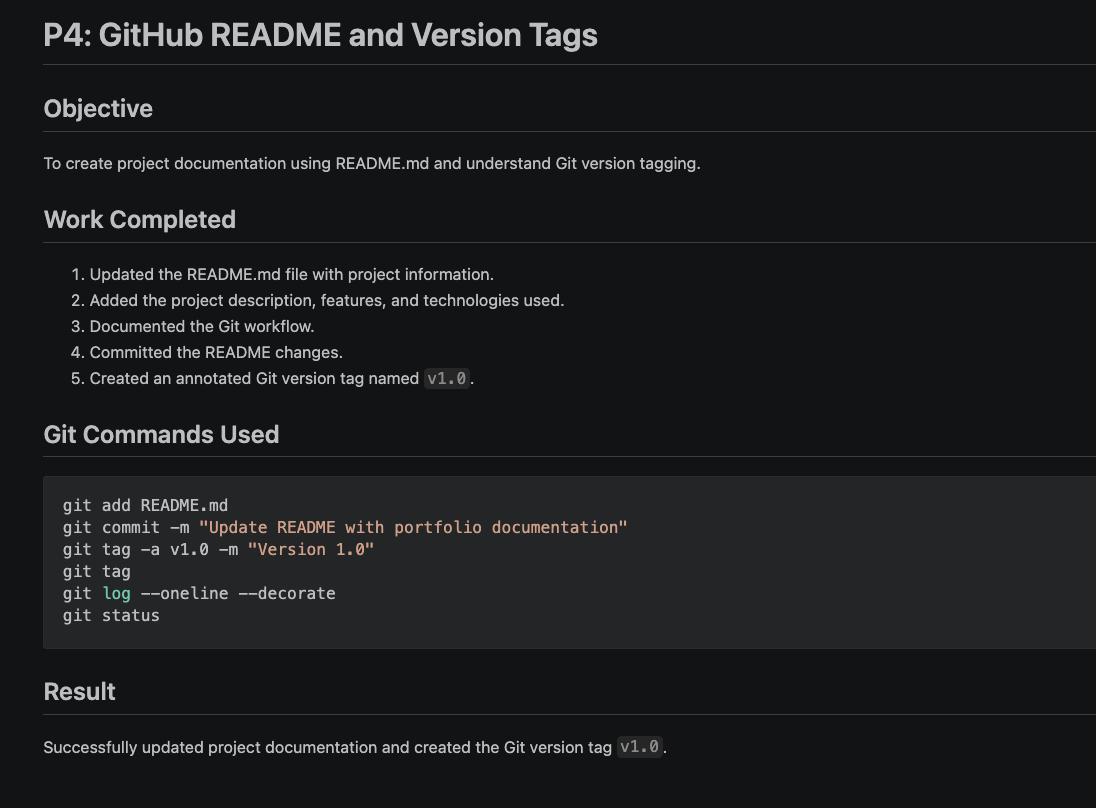 P4: GitHub README and Version Tags
Objective
To create project documentation using README.md and understand Git version tagging.
Work Completed
1. Updated the README.md file with project information.
2. Added the project description, features, and technologies used.
3. Documented the Git workflow.
4. Committed the README changes.
5. Created an annotated Git version tag named v1.0.
Git Commands Used
git add README.md
git commit -m "Update README with portfolio documentation"
git tag -a v1.0 -m "Version 1.0"
git tag
git log --oneline --decorate
git status
Result
Successfully updated project documentation and created the Git version tag v1.0.